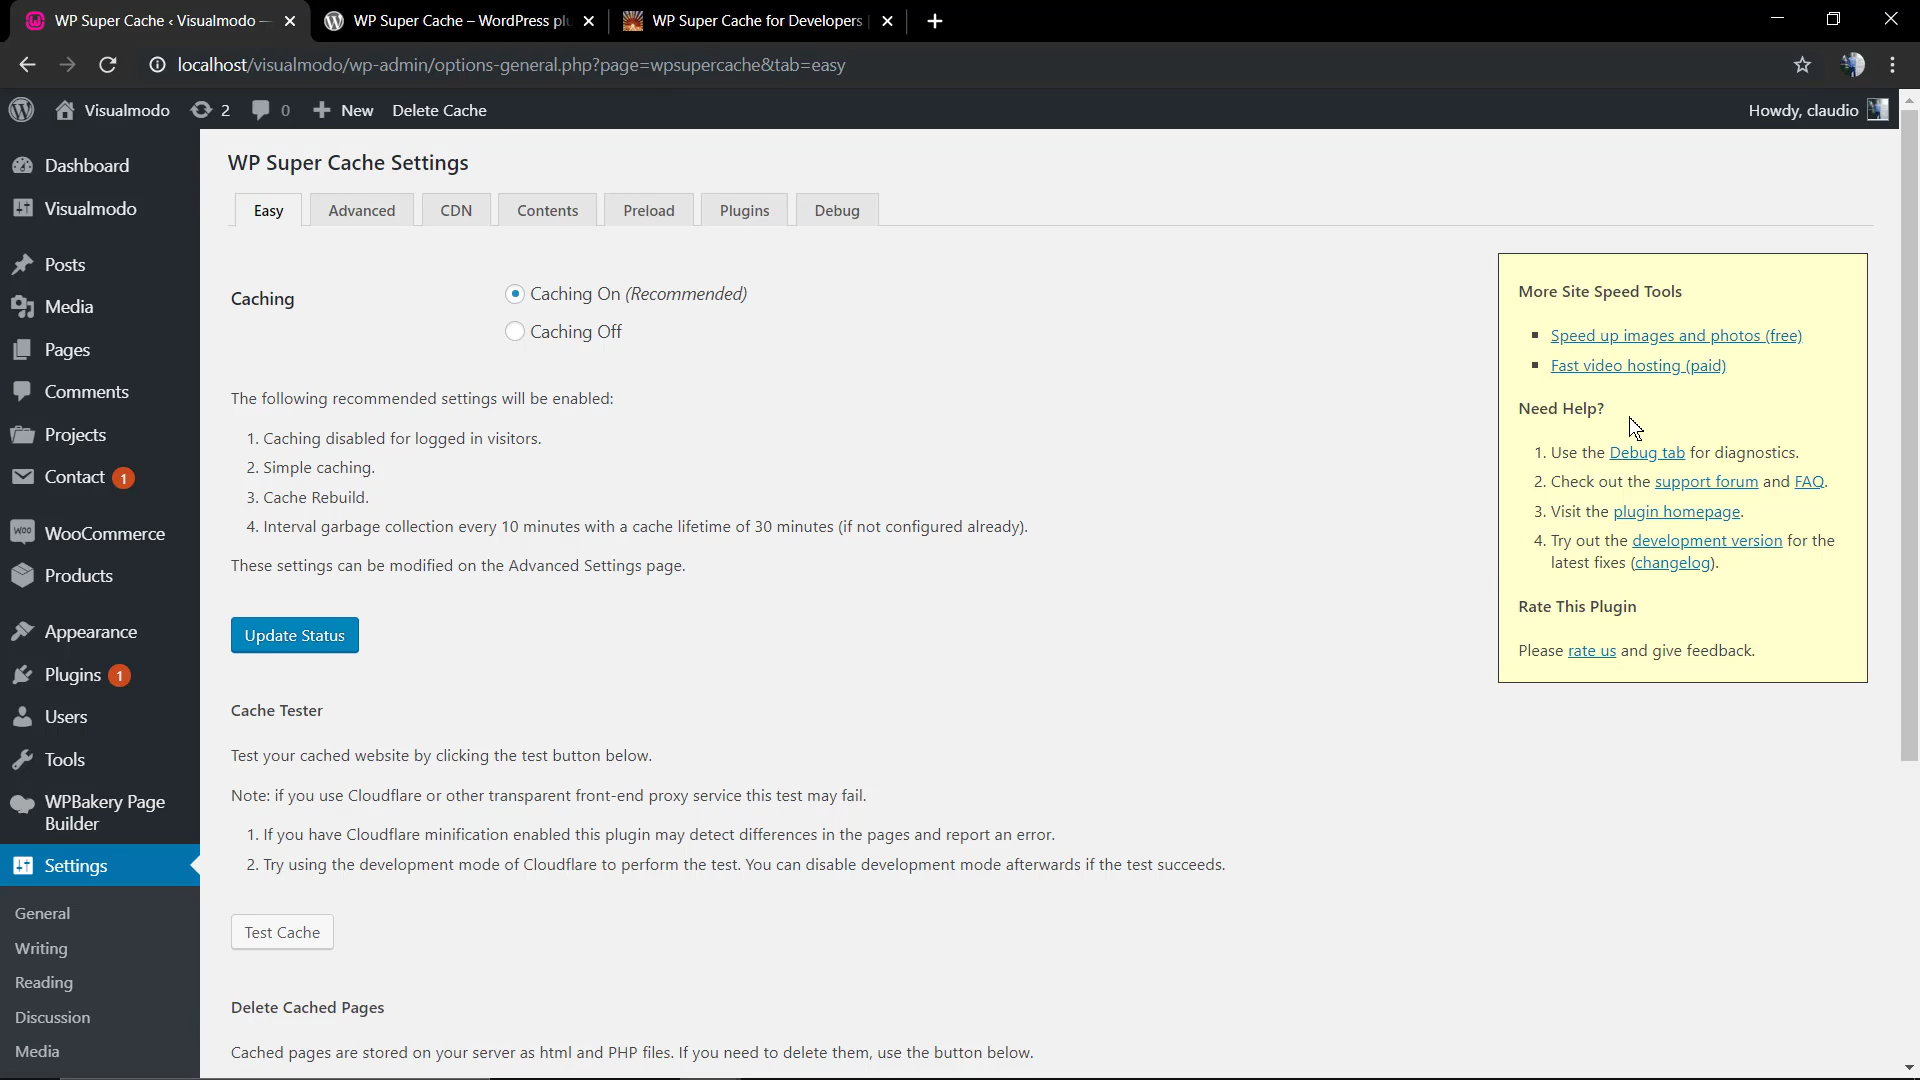 WP Super Cache ‹ Visualmodo —
WP Super Cache – WordPress plu
WP Super Cache for Developers
localhost/visualmodo/wp-admin/options-general.php?page=wpsupercache&tab=easy
Visualmodo
2
0
New
Delete Cache
Howdy, claudio
Dashboard
Visualmodo
Posts
Media
Pages
Comments
Projects
Contact 1
WooCommerce
Products
Appearance
Plugins 1
Users
Tools
WPBakery Page
Builder
Settings
General
Writing
Reading
Discussion
Media
WP Super Cache Settings
Easy
Advanced
CDN
Contents
Preload
Plugins
Debug
Caching
Caching On (Recommended)
Caching Off
The following recommended settings will be enabled:
1. Caching disabled for logged in visitors.
2. Simple caching.
3. Cache Rebuild.
4. Interval garbage collection every 10 minutes with a cache lifetime of 30 minutes (if not configured already).
These settings can be modified on the Advanced Settings page.
Update Status
Cache Tester
Test your cached website by clicking the test button below.
Note: if you use Cloudflare or other transparent front-end proxy service this test may fail.
1. If you have Cloudflare minification enabled this plugin may detect differences in the pages and report an error.
2. Try using the development mode of Cloudflare to perform the test. You can disable development mode afterwards if the test succeeds.
Test Cache
Delete Cached Pages
Cached pages are stored on your server as html and PHP files. If you need to delete them, use the button below.
More Site Speed Tools
Speed up images and photos (free)
Fast video hosting (paid)
Need Help?
1. Use the Debug tab for diagnostics.
2. Check out the support forum and FAQ.
3. Visit the plugin homepage.
4. Try out the development version for the
latest fixes (changelog).
Rate This Plugin
Please rate us and give feedback.